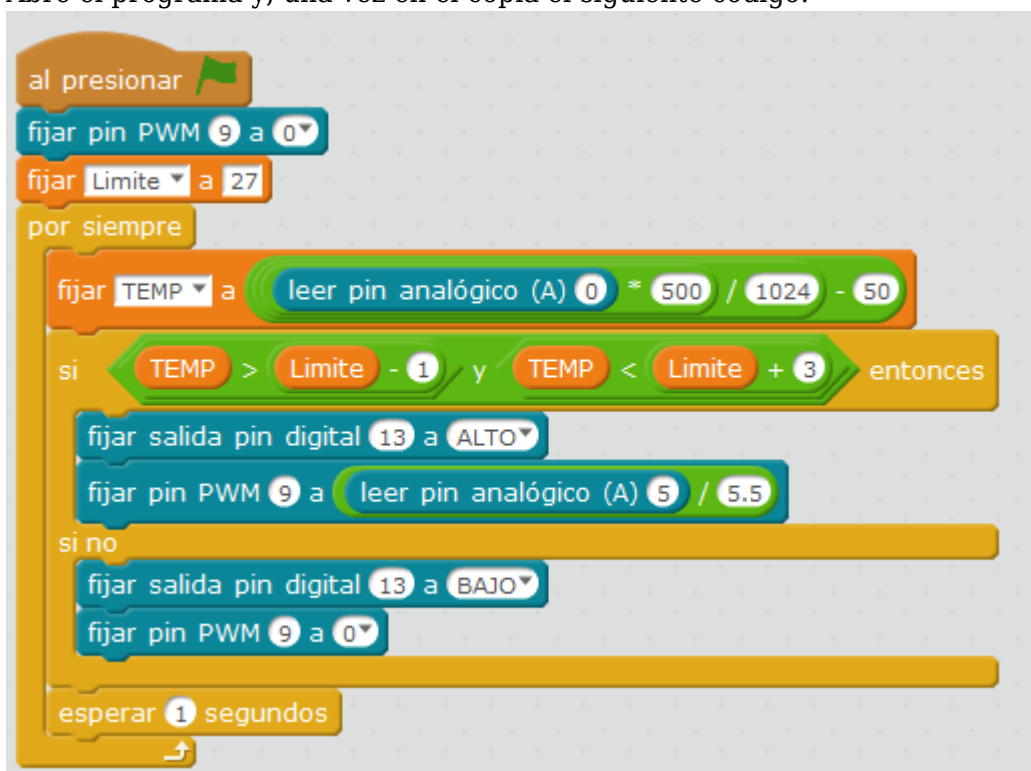 Abre el programa y, una vez en él copia el siguiente código:
al presionar
fijar pin PWM 9 a 0
fijar Limite a 27
por siempre
fijar TEMP a leer pin analógico (A) 0 * 500 / 1024 - 50
si TEMP > Limite - 1 y TEMP < Limite + 3 entonces
fijar salida pin digital 13 a ALTO
fijar pin PWM 9 a leer pin analógico (A) 5 / 5.5
si no
fijar salida pin digital 13 a BAJO
fijar pin PWM 9 a 0
esperar 1 segundos